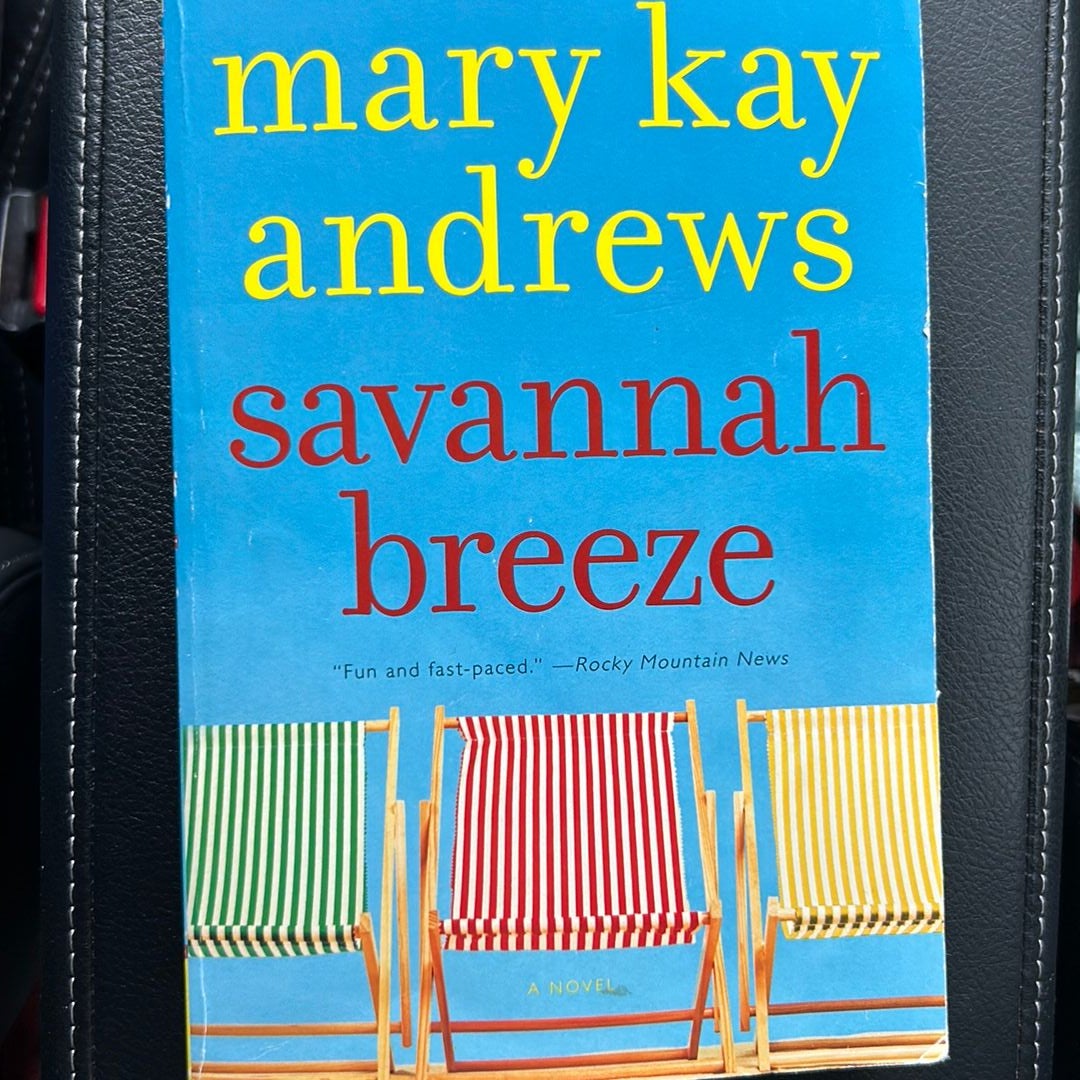 mary kay
andrews
savannah
breeze
“Fun and fast-paced.” —Rocky Mountain News
A NOVEL